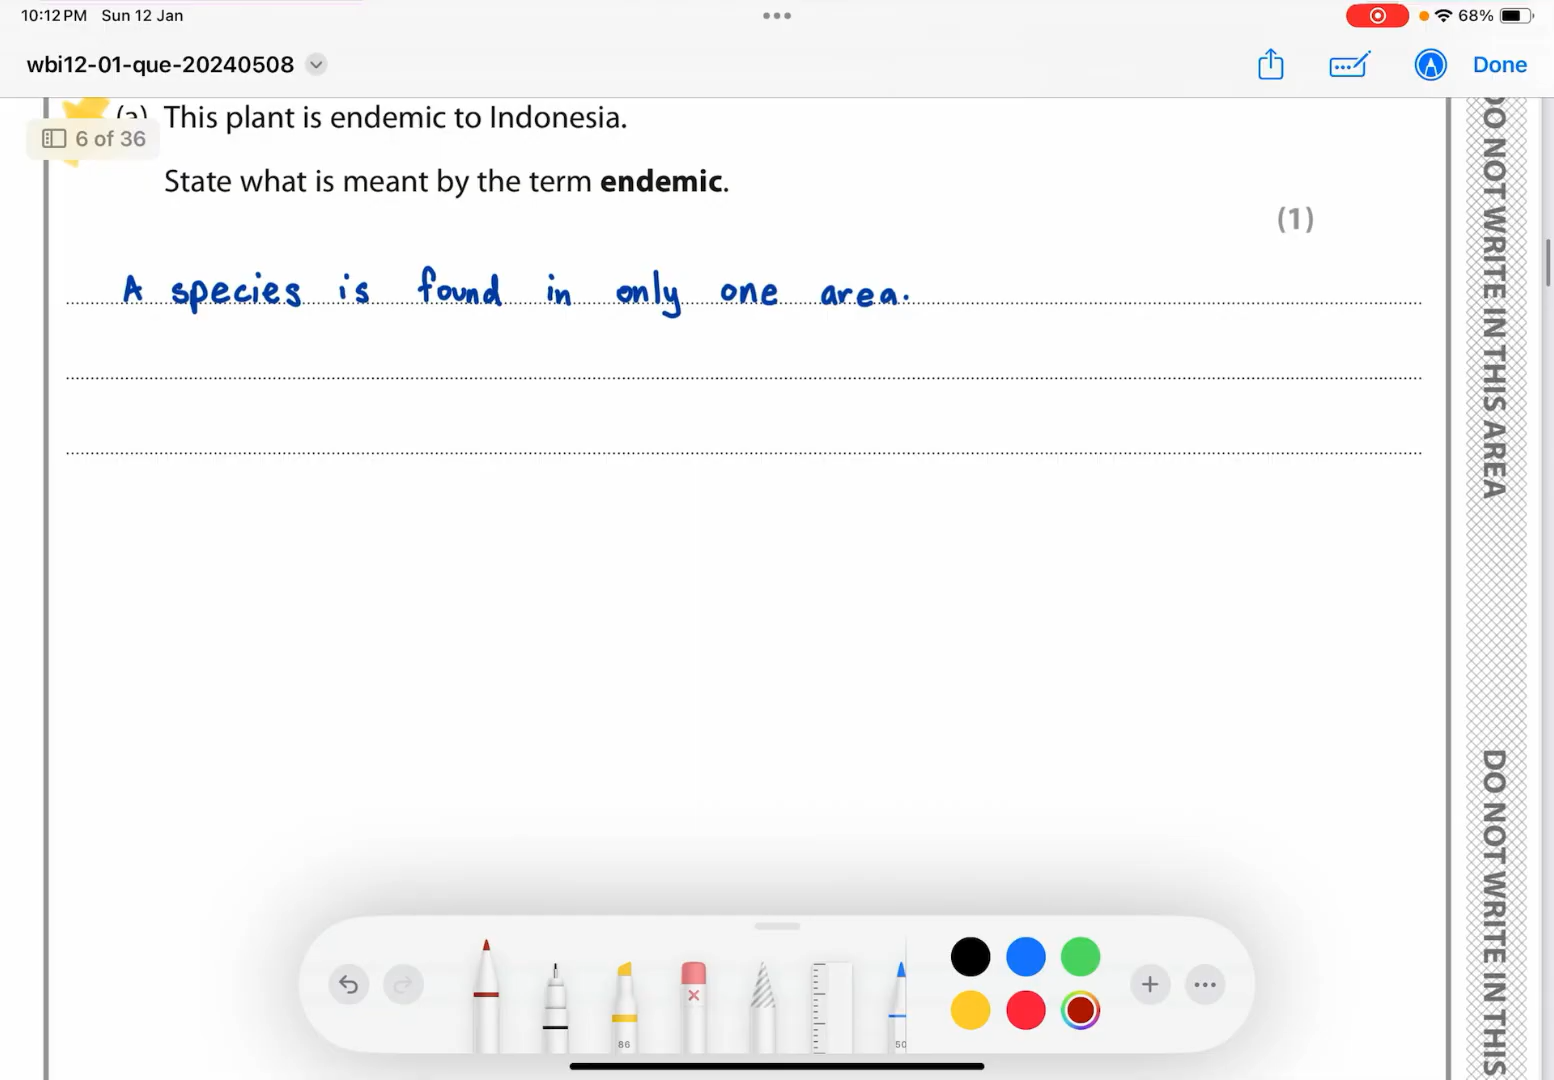 10:12 PM Sun 12 Jan
68%
wbi12-01-que-20240508
Done
(a) This plant is endemic to Indonesia.
6 of 36
State what is meant by the term endemic.
(1)
A species is found in only one area.
DO NOT WRITE IN THIS AREA
DO NOT WRITE IN THIS
86
50